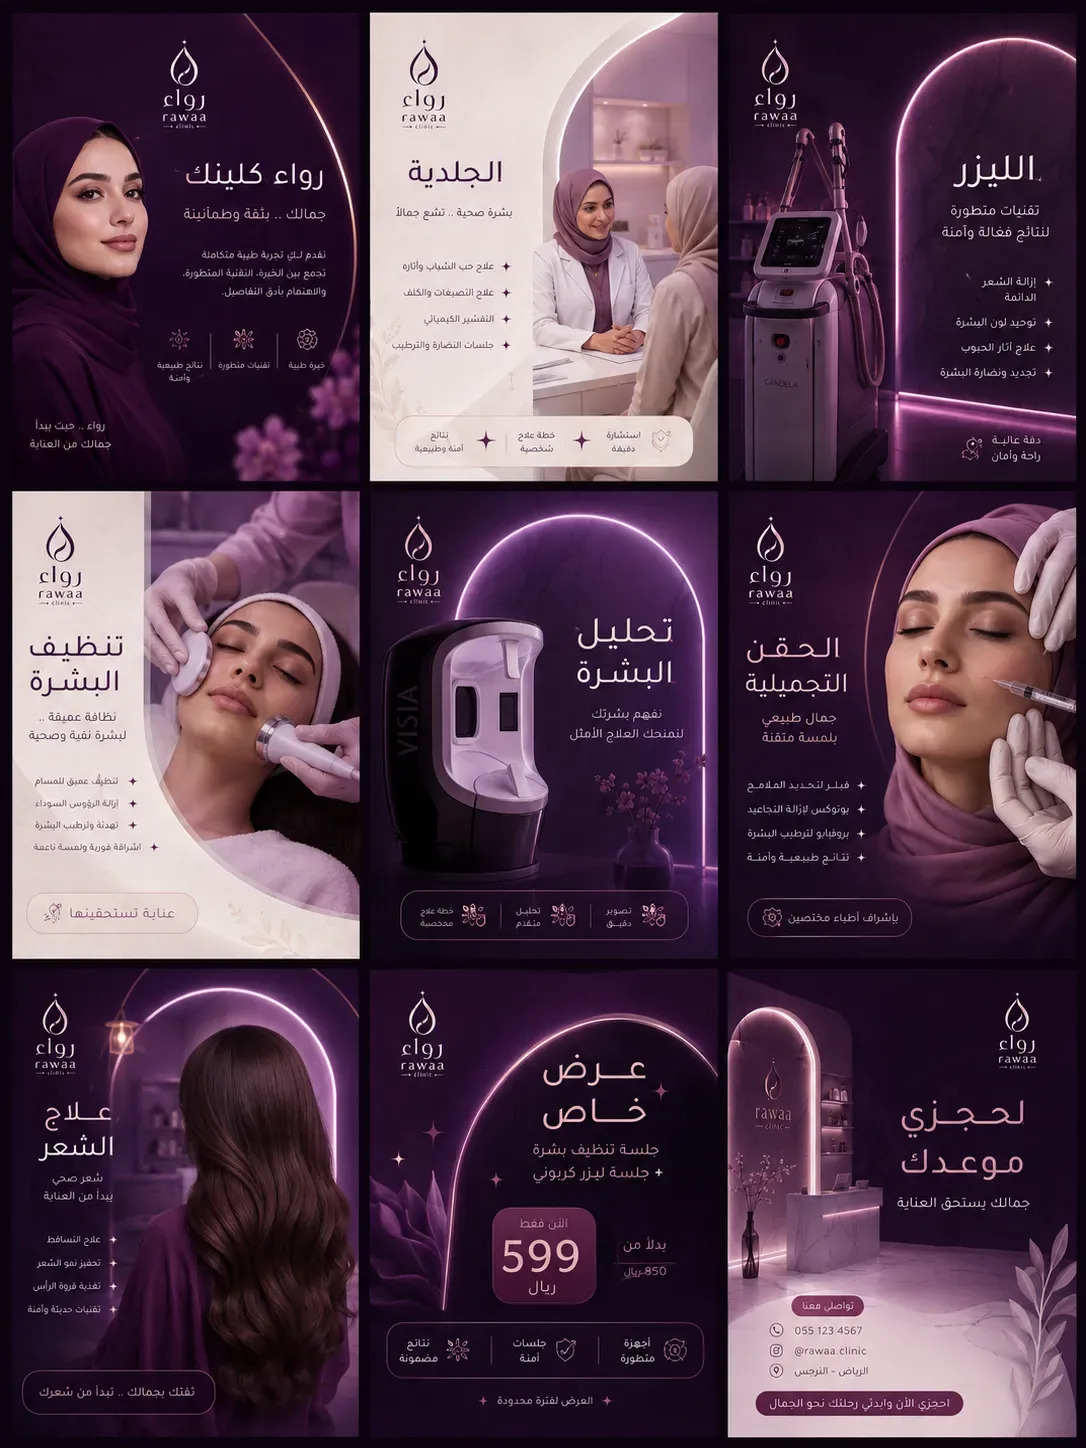 رواء
rawaa
clinic
رواء كلينك
جمالك .. بثقة وطمأنينة
نقدم لك تجربة طبية متكاملة
تجمع بين الخبرة، التقنية المتطورة،
والاهتمام بأدق التفاصيل.
خبرة طبية
تقنيات متطورة
نتائج طبيعية
وآمنة
رواء .. حيث يبدأ
جمالك من العناية
رواء
rawaa
clinic
الجلدية
بشرة صحية .. تشع جمالاً
علاج حب الشباب وآثاره
علاج التصبغات والكلف
التقشير الكيميائي
جلسات النضارة والترطيب
استشارة
دقيقة
خطة علاج
شخصية
نتائج
آمنة وطبيعية
رواء
rawaa
clinic
الليزر
تقنيات متطورة
لنتائج فعالة وآمنة
إزالة الشعر
الدائمة
توحيد لون البشرة
علاج آثار الحبوب
تجديد ونضارة البشرة
CANDELA
دقة عالية
راحة وأمان
رواء
rawaa
clinic
تنظيف
البشرة
نظافة عميقة ..
لبشرة نقية وصحية
تنظيف عميق للمسام
إزالة الرؤوس السوداء
تهدئة وترطيب البشرة
اشراقة فورية ولمسة ناعمة
عناية تستحقينها
رواء
rawaa
clinic
تحليل
البشرة
نفهم بشرتك
لنمنحك العلاج الأمثل
VISIA
تصوير
دقيق
تحليل
متقدم
خطة علاج
مخصصة
رواء
rawaa
clinic
الحقن
التجميلية
جمال طبيعي
بلمسة متقنة
فيلر لتحديد الملامح
بوتوكس لإزالة التجاعيد
بروفايلو لترطيب البشرة
نتائج طبيعية وآمنة
بإشراف أطباء مختصين
رواء
rawaa
clinic
علاج
الشعر
شعر صحي
يبدأ من العناية
علاج التساقط
تحفيز نمو الشعر
تغذية فروة الرأس
تقنيات حديثة وآمنة
ثقتك بجمالك .. تبدأ من شعرك
رواء
rawaa
clinic
عرض
خاص
جلسة تنظيف بشرة
+ جلسة ليزر كربوني
الآن فقط
599
ريال
بدلاً من
850 ريال
أجهزة
متطورة
جلسات
آمنة
نتائج
مضمونة
العرض لفترة محدودة
رواء
rawaa
clinic
rawaa
clinic
لحجزي
موعدك
جمالك يستحق العناية
تواصلي معنا
055 123 4567
@rawaa.clinic
الرياض - النرجس
احجزي الآن وابدئي رحلتك نحو الجمال